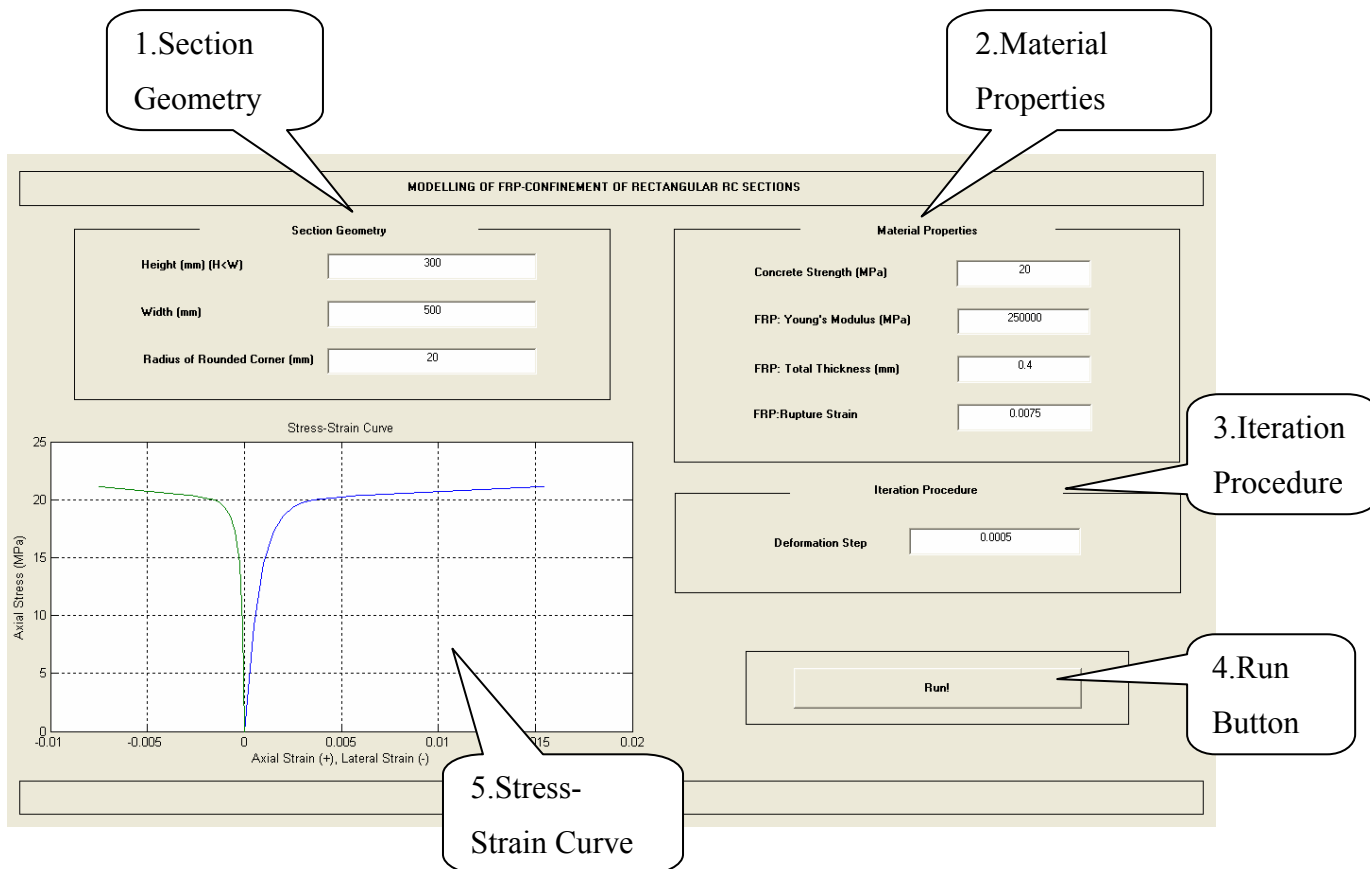 1.Section
Geometry
2.Material
Properties
MODELLING OF FRP-CONFINEMENT OF RECTANGULAR RC SECTIONS
Section Geometry
Height (mm) (H<W)
300
Width (mm)
500
Radius of Rounded Corner (mm)
20
Material Properties
Concrete Strength (MPa)
20
FRP: Young's Modulus (MPa)
250000
FRP: Total Thickness (mm)
0.4
FRP:Rupture Strain
0.0075
3.Iteration
Procedure
Iteration Procedure
Deformation Step
0.0005
4.Run
Button
Run!
Stress-Strain Curve
Axial Stress (MPa)
25
20
15
10
5
0
-0.01
-0.005
0
0.005
0.01
0.02
Axial Strain (+), Lateral Strain (-)
5.Stress-
Strain Curve